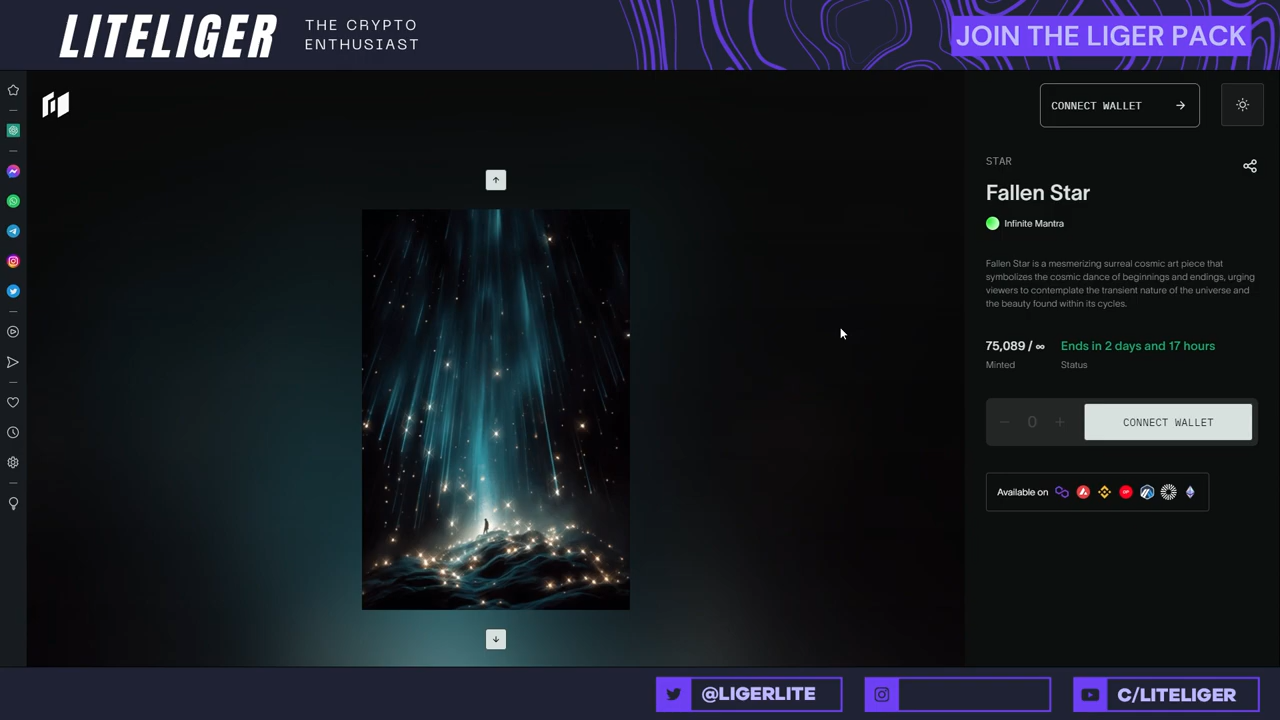 LITELIGER
THE CRYPTO
ENTHUSIAST
JOIN THE LIGER PACK
CONNECT WALLET
STAR
Fallen Star
Infinite Mantra
Fallen Star is a mesmerizing surreal cosmic art piece that
symbolizes the cosmic dance of beginnings and endings, urging
viewers to contemplate the transient nature of the universe and
the beauty found within its cycles.
75,089 / ∞
Ends in 2 days and 17 hours
Minted
Status
0
CONNECT WALLET
Available on
@LIGERLITE
C/LITELIGER